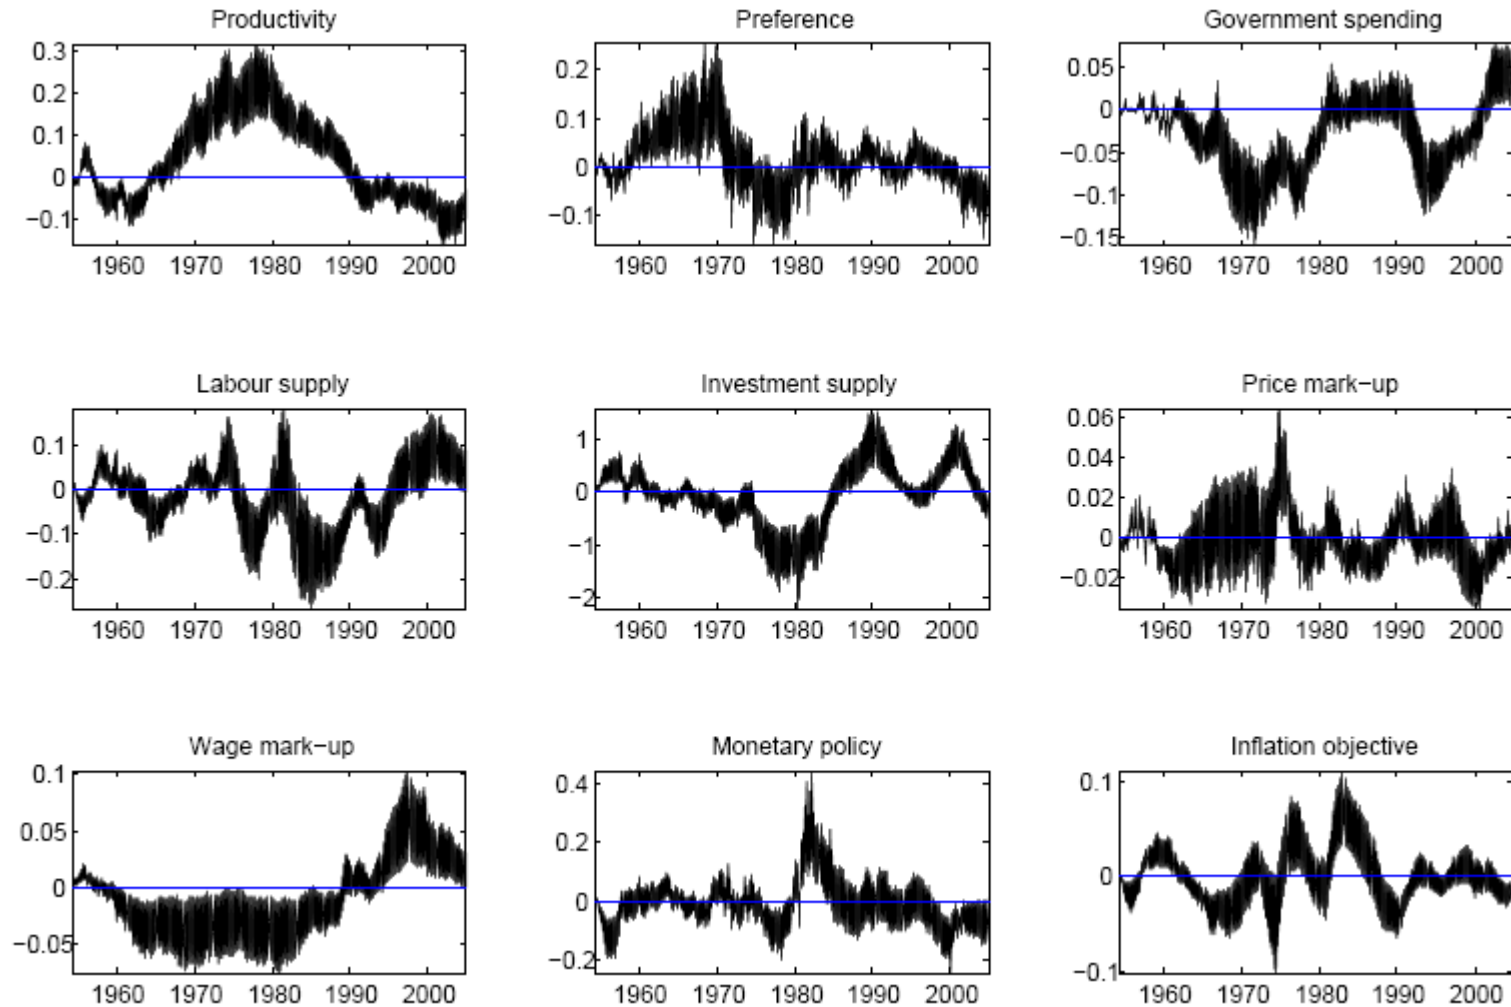 Productivity
0.3
0.2
0.1
0
−0.1
1960 1970 1980 1990 2000
Preference
0.2
0.1
0
−0.1
1960 1970 1980 1990 2000
Government spending
0.05
0
−0.05
−0.1
−0.15
1960 1970 1980 1990 2000
Labour supply
0.1
0
−0.1
−0.2
1960 1970 1980 1990 2000
Investment supply
1
0
−1
−2
1960 1970 1980 1990 2000
Price mark−up
0.06
0.04
0.02
0
−0.02
1960 1970 1980 1990 2000
Wage mark−up
0.1
0.05
0
−0.05
1960 1970 1980 1990 2000
Monetary policy
0.4
0.2
0
−0.2
1960 1970 1980 1990 2000
Inflation objective
0.1
0
−0.1
1960 1970 1980 1990 2000